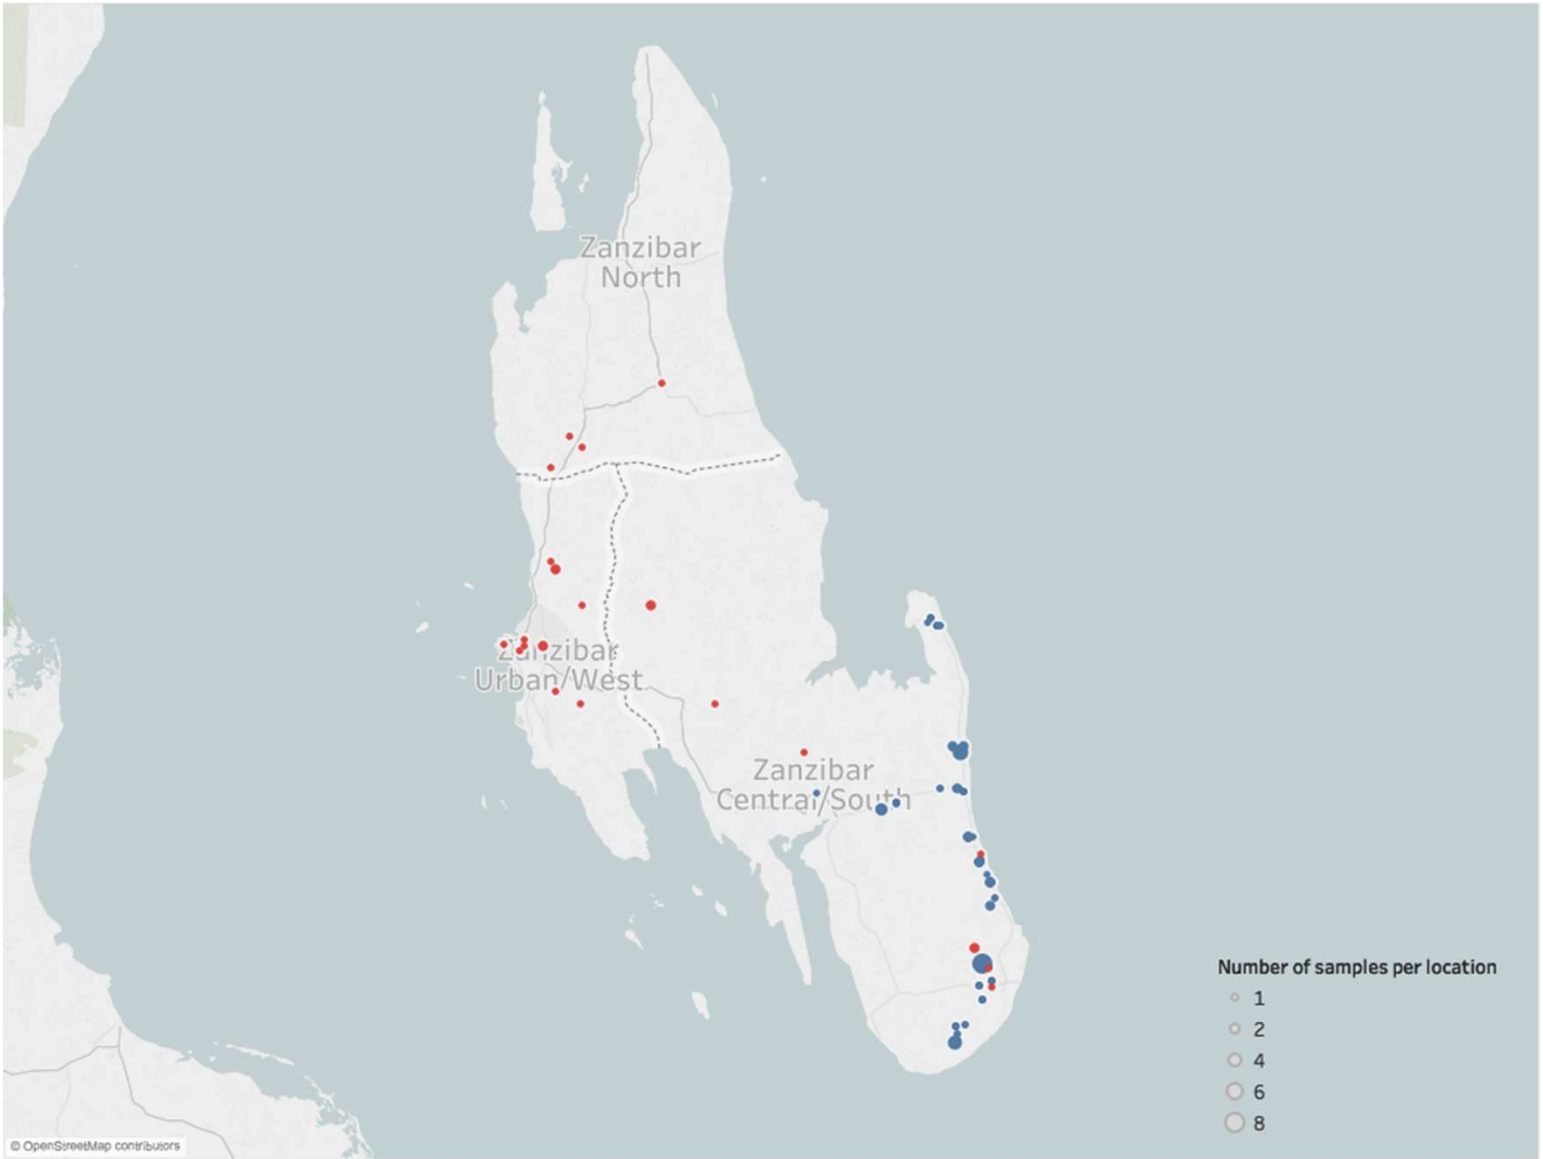 Zanzibar
North
Zanzibar
Urban/West
Zanzibar
Central/South
Number of samples per location
1
2
4
6
8
© OpenStreetMap contributors